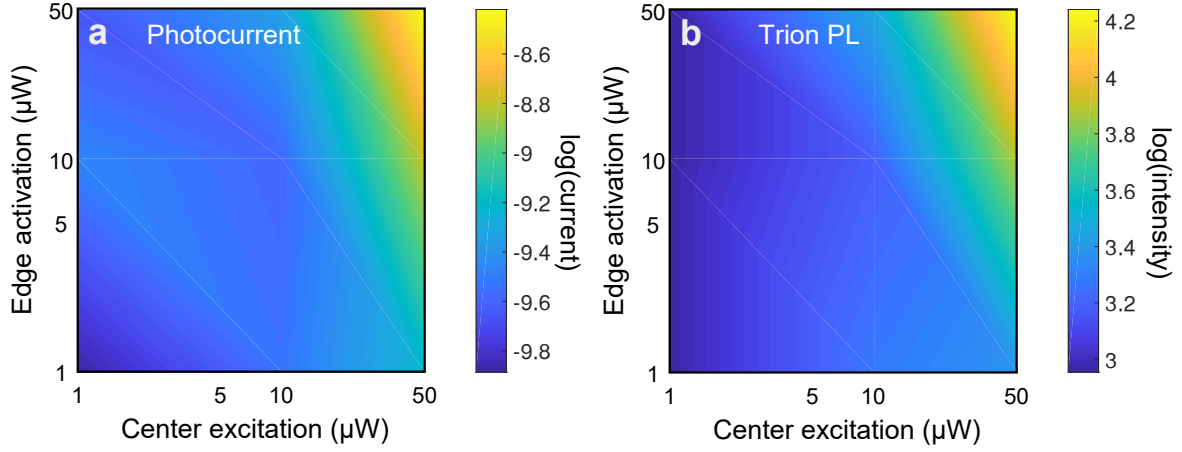 a Photocurrent
50
10
5
1
Edge activation (µW)
1 5 10 50
Center excitation (µW)
-8.6
-8.8
-9
-9.2
-9.4
-9.6
-9.8
log(current)
b Trion PL
50
10
5
1
Edge activation (µW)
1 5 10 50
Center excitation (µW)
4.2
4
3.8
3.6
3.4
3.2
3
log(intensity)